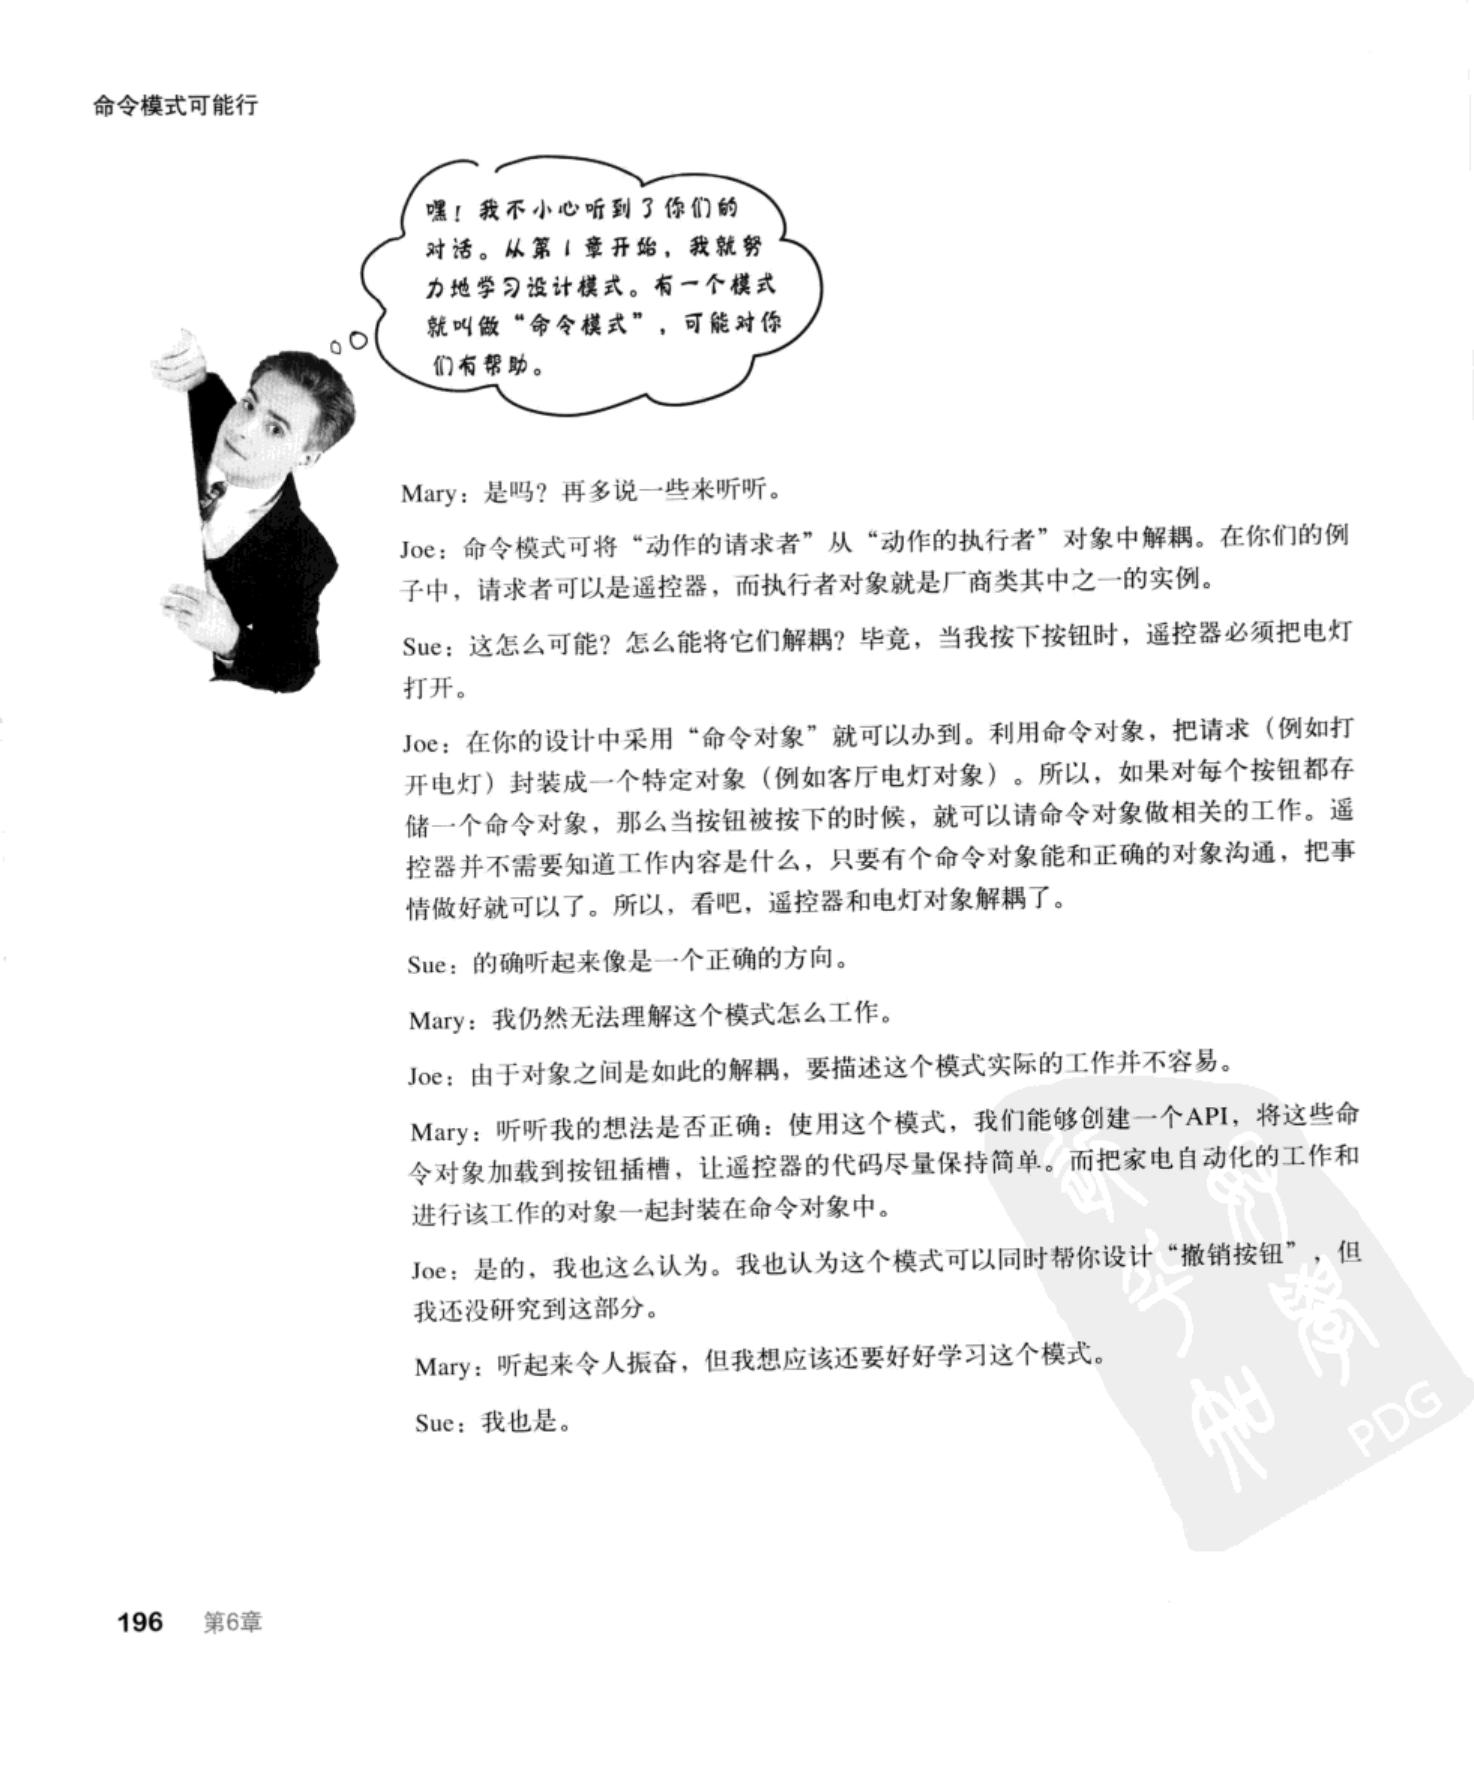 命令模式可能行
嘿！我不小心听到了你们的
对话。从第1章开始，我就努
力地学习设计模式。有一个模式
就叫做“命令模式”，可能对你
们有帮助。
Mary：是吗？再多说一些来听听。
Joe：命令模式可将“动作的请求者”从“动作的执行者”对象中解耦。在你们的例
子中，请求者可以是遥控器，而执行者对象就是厂商类其中之一的实例。
Sue：这怎么可能？怎么能将它们解耦？毕竟，当我按下按钮时，遥控器必须把电灯
打开。
Joe：在你的设计中采用“命令对象”就可以办到。利用命令对象，把请求（例如打
开电灯）封装成一个特定对象（例如客厅电灯对象）。所以，如果对每个按钮都存
储一个命令对象，那么当按钮被按下的时候，就可以请命令对象做相关的工作。遥
控器并不需要知道工作内容是什么，只要有个命令对象能和正确的对象沟通，把事
情做好就可以了。所以，看吧，遥控器和电灯对象解耦了。
Sue：的确听起来像是一个正确的方向。
Mary：我仍然无法理解这个模式怎么工作。
Joe：由于对象之间是如此的解耦，要描述这个模式实际的工作并不容易。
Mary：听听我的想法是否正确：使用这个模式，我们能够创建一个API，将这些命
令对象加载到按钮插槽，让遥控器的代码尽量保持简单。而把家电自动化的工作和
进行该工作的对象一起封装在命令对象中。
Joe：是的，我也这么认为。我也认为这个模式可以同时帮你设计“撤销按钮”，但
我还没研究到这部分。
Mary：听起来令人振奋，但我想应该还要好好学习这个模式。
Sue：我也是。
PDG
196 第6章